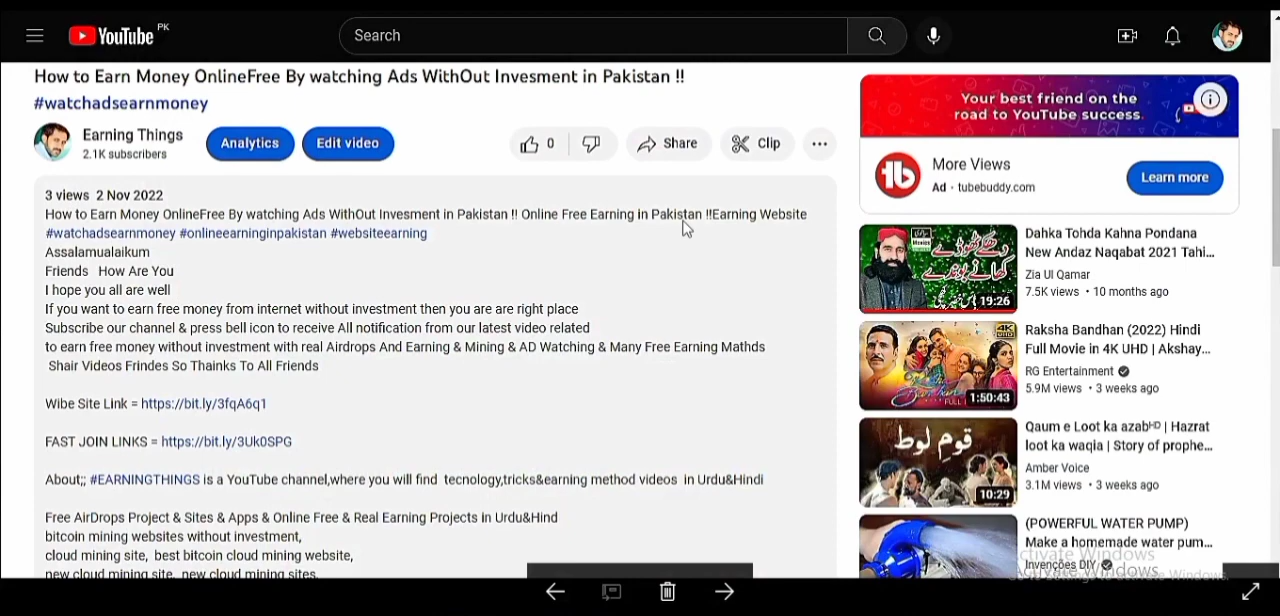 YouTube PK
Search
How to Earn Money OnlineFree By watching Ads WithOut Invesment in Pakistan !!
#watchadsearnmoney
Earning Things
2.1K subscribers
Analytics
Edit video
0
Share
Clip
3 views 2 Nov 2022
How to Earn Money OnlineFree By watching Ads WithOut Invesment in Pakistan !! Online Free Earning in Pakistan !!Earning Website
#watchadsearnmoney #onlineearninginpakistan #websiteearning
Assalamualaikum
Friends How Are You
I hope you all are well
If you want to earn free money from internet without investment then you are are right place
Subscribe our channel & press bell icon to receive All notification from our latest video related
to earn free money without investment with real Airdrops And Earning & Mining & AD Watching & Many Free Earning Mathds
Shair Videos Frindes So Thainks To All Friends
Wibe Site Link = https://bit.ly/3fqA6q1
FAST JOIN LINKS = https://bit.ly/3Uk0SPG
About;; #EARNINGTHINGS is a YouTube channel,where you will find tecnology,tricks&earning method videos in Urdu&Hindi
Free AirDrops Project & Sites & Apps & Online Free & Real Earning Projects in Urdu&Hind
bitcoin mining websites without investment,
cloud mining site, best bitcoin cloud mining website,
new cloud mining site, new cloud mining sites,
Your best friend on the
road to YouTube success.
More Views
Ad · tubebuddy.com
Learn more
19:26
Dahka Tohda Kahna Pondana
New Andaz Naqabat 2021 Tahi...
Zia Ul Qamar
7.5K views • 10 months ago
4K
1:50:43
Raksha Bandhan (2022) Hindi
Full Movie in 4K UHD | Akshay...
RG Entertainment
5.9M views • 3 weeks ago
قوم لوط
10:29
Qaum e Loot ka azabᴴᴰ | Hazrat
loot ka waqia | Story of prophe...
Amber Voice
3.1M views • 3 weeks ago
(POWERFUL WATER PUMP)
Make a homemade water pum...
Invenções DIY
Activate Windows